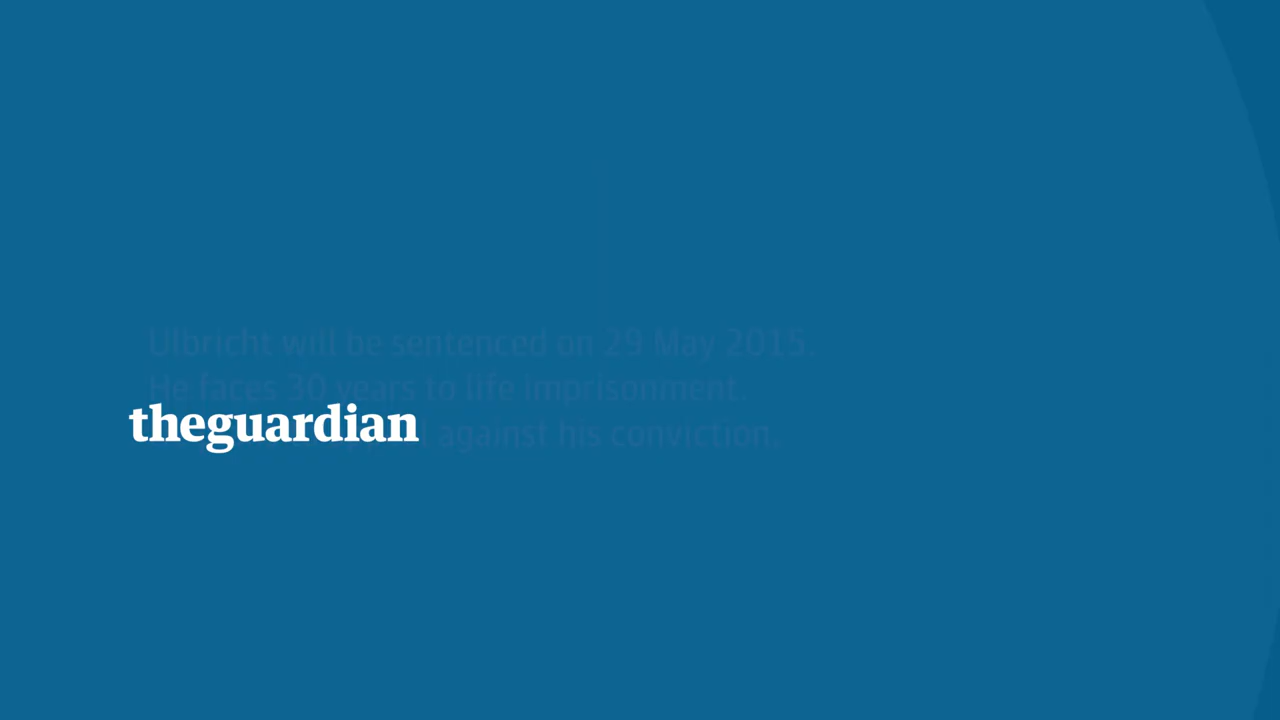 Ulbricht will be sentenced on 29 May 2015.
He faces 30 years to life imprisonment.
against his conviction.
theguardian